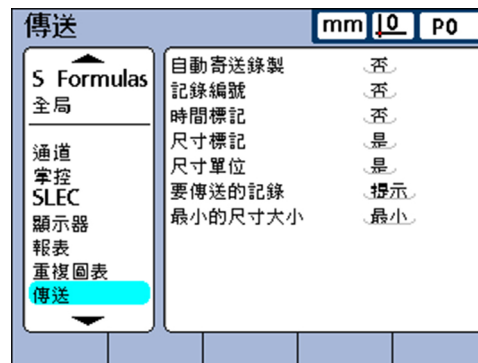 傳送
mm 0 P0
S Formulas
全局
通道
掌控
SLEC
顯示器
報表
重複圖表
傳送
自動寄送錄製 否
記錄編號 否
時間標記 否
尺寸標記 是
尺寸單位 是
要傳送的記錄 提示
最小的尺寸大小 最小